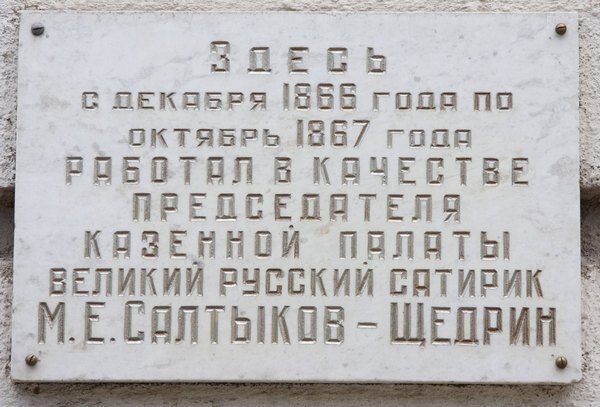 Здесь
с декабря 1866 года по
октябрь 1867 года
работал в качестве
председателя
казенной палаты
великий русский сатирик
М.Е.Салтыков-Щедрин